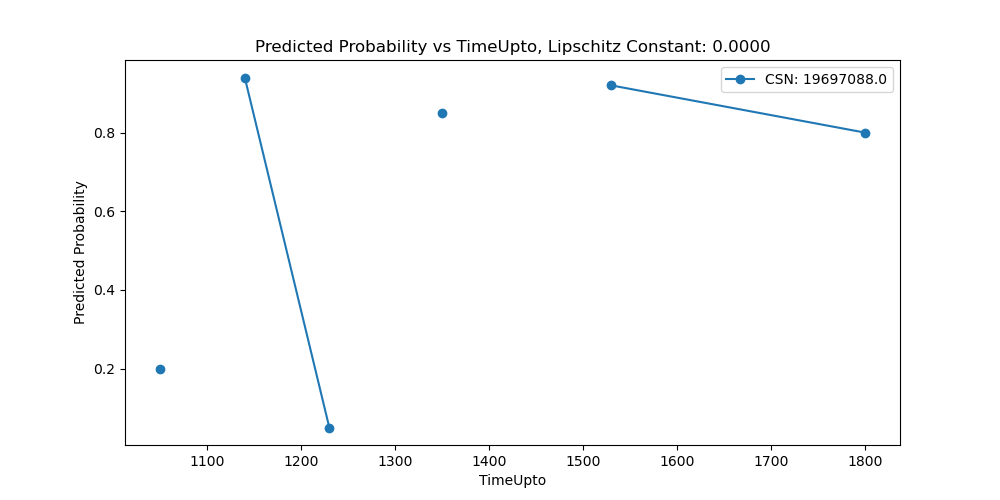 Predicted Probability vs TimeUpto, Lipschitz Constant: 0.0000
CSN: 19697088.0
Predicted Probability
0.8
0.6
0.4
0.2
1100 1200 1300 1400 1500 1600 1700 1800
TimeUpto